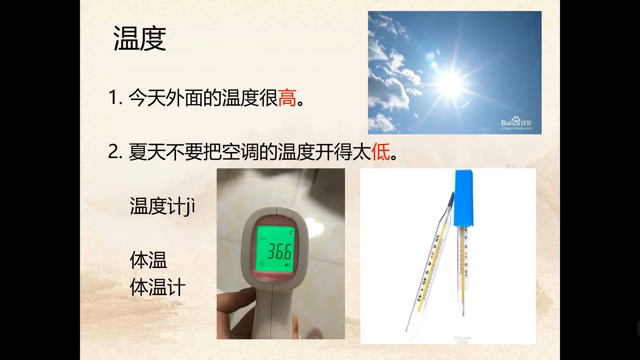 温度
1. 今天外面的温度很高。
2. 夏天不要把空调的温度开得太低。
温度计jì
体温
体温计
36.6